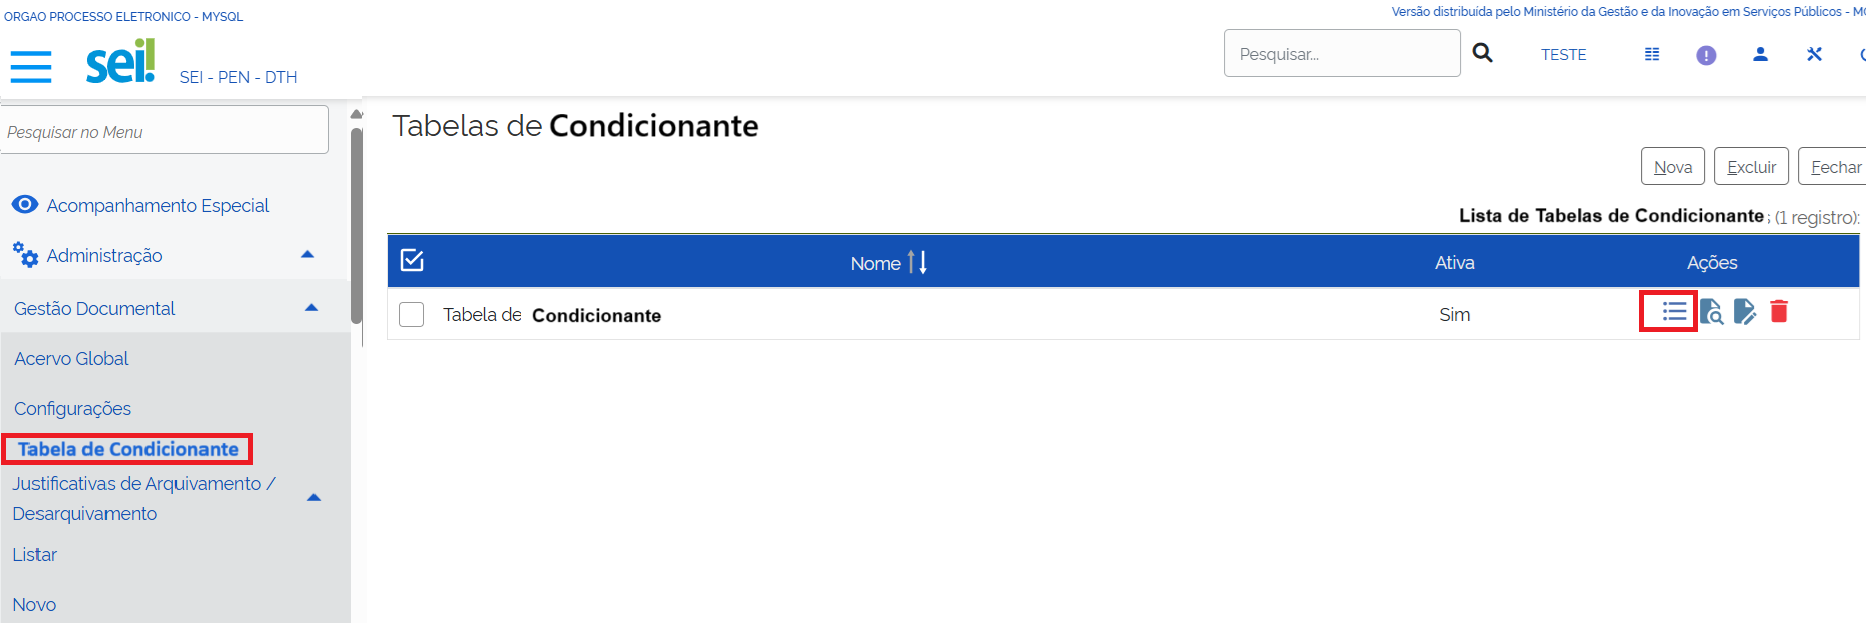 ORGAO PROCESSO ELETRONICO - MYSQL
Versão distribuída pelo Ministério da Gestão e da Inovação em Serviços Públicos -
sei!
SEI - PEN - DTH
Pesquisar...
TESTE
Pesquisar no Menu
Acompanhamento Especial
Administração
Gestão Documental
Acervo Global
Configurações
Tabela de Condicionante
Justificativas de Arquivamento /
Desarquivamento
Listar
Novo
Tabelas de Condicionante
Nova
Excluir
Fechar
Lista de Tabelas de Condicionante (1 registro):
Nome
Ativa
Ações
Tabela de Condicionante
Sim